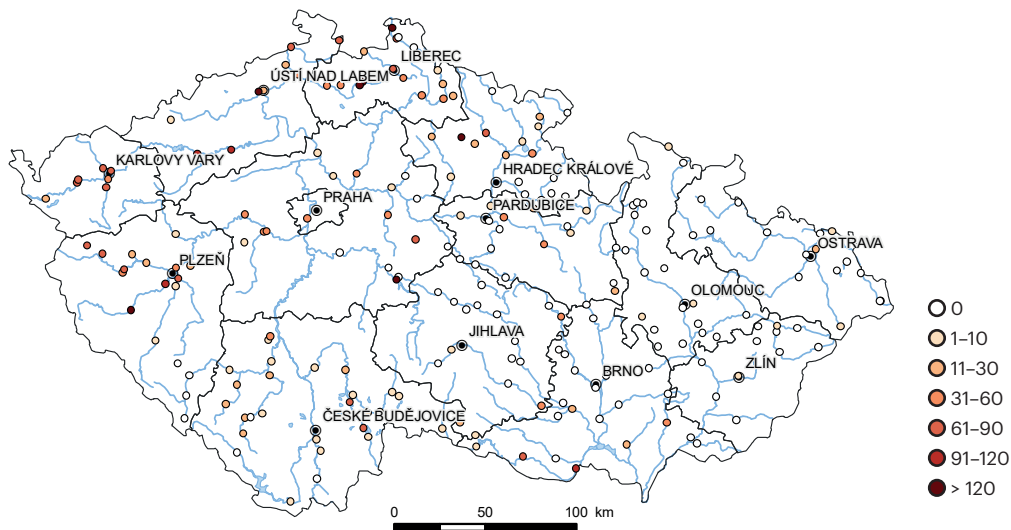 LIBEREC
ÚSTÍ NAD LABEM
KARLOVY VARY
HRADEC KRÁLOVÉ
PRAHA
PARDUBICE
OSTRAVA
PLZEŇ
OLOMOUC
JIHLAVA
ZLÍN
BRNO
ČESKÉ BUDĚJOVICE
0
1–10
11–30
31–60
61–90
91–120
> 120
0 50 100 km